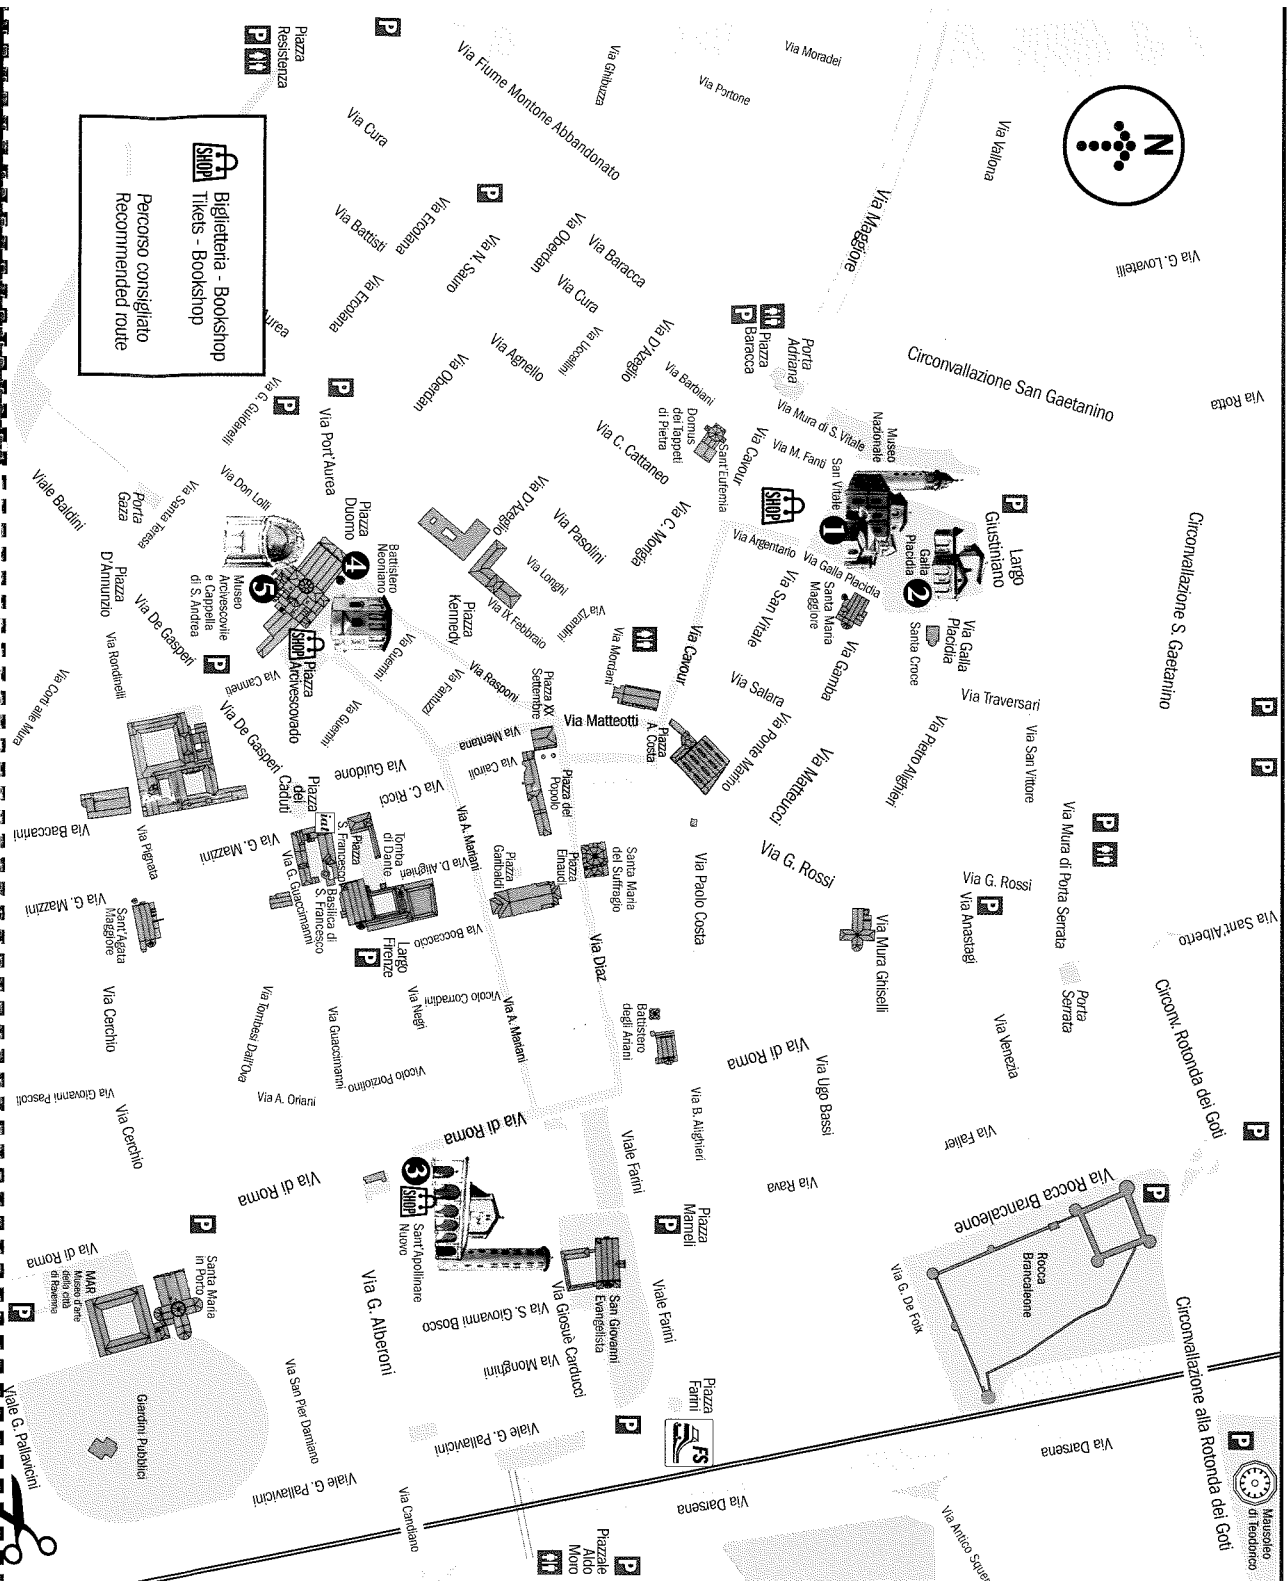 N
Mausoleo
di Teodorico
Circonvallazione alla Rotonda dei Goti
Circonv. Rotonda dei Goti
Via Sant'Alberto
Circonvallazione S. Gaetanino
Via Rotta
Circonvallazione San Gaetanino
Via G. Lovatelli
Via Vallona
Via Maggiore
Via Moradei
Via Portone
Via Ghibuzza
Via Fiume Montone Abbandonato
Via Darsena
Via Darsena
Rocca
Brancaleone
Via Rocca Brancaleone
Via G. De Foix
Porta
Serrata
Via Mura di Porta Serrata
Via San Vittore
Via Traversari
Via G. Rossi
Via Anastagi
Via Venezia
Via Falier
Largo
Giustiniano
Galla
Placidia
2
Via Galla
Placidia
Santa Croce
Museo
Nazionale
San Vitale
1
Via Mura di S. Vitale
Via M. Fanti
SHOP
Porta
Adriana
Piazza
Baracca
Via Cavour
Via Barbiani
Domus
dei Tappeti
di Pietra
Sant'Eufemia
Via Argentario
Via Galla Placidia
Santa Maria
Maggiore
Via San Vitale
Via Gamba
Via Pietro Alighieri
Via Salara
Via Ponte Marino
Via Matteucci
Via G. Rossi
Via Mura Ghiselli
Via Paolo Costa
Via di Roma
Via Ugo Bassi
Via Rava
Via B. Alighieri
Piazza
Mameli
Viale Farini
Viale Farini
Piazza
Farini
FS
Piazzale
Aldo
Moro
Via Baracca
Via Oberdan
Via Cura
Via Cura
Via N. Sauro
Via Ercolana
Via Ercolana
Via Battisti
Via D'Azeglio
Via Uccellini
Via Agnello
Via Oberdan
Via C. Cattaneo
Via C. Morigia
Via Pasolini
Via D'Azeglio
Via Longhi
Via Zirardini
Via IX Febbraio
Via Mordani
Via Cavour
Piazza
A. Costa
Via Matteotti
Piazza XX
Settembre
Via Rasponi
Piazza
Kennedy
Via Mentana
Via Cairoli
Piazza del
Popolo
Piazza
Einaudi
Santa Maria
del Suffragio
Piazza
Garibaldi
Via Diaz
Battistero
degli Ariani
Via A. Mariani
Via A. Mariani
Via D. Alighieri
Via Boccaccio
Vicolo Corradini
Vicolo Porziolino
Via di Roma
3
SHOP
Sant'Apollinare
Nuovo
San Giovanni
Evangelista
Via Giosuè Carducci
Via S. Giovanni Bosco
Via Monghini
Via G. Alberoni
Viale G. Pallavicini
Viale G. Pallavicini
Viale G. Pallavicini
Via Candiano
Via San Pier Damiano
Piazza
Resistenza
Via G. Guidarelli
Via Port'Aurea
Piazza
Duomo
4
Battistero
Neoniano
5
Museo
Arcivescovile
e Cappella
di S. Andrea
SHOP
Piazza
Arcivescovado
Via Don Lolli
Via Santa Teresa
Porta
Gaza
Viale Baldini
Piazza
D'Annunzio
Via De Gasperi
Via Rondinelli
Via Corti alle Mura
Via Canneti
Via De Gasperi
Via Guerrini
Via Guerrini
Via Fantuzzi
Via Guidone
Via C. Ricci
Piazza
dei
Caduti
iat
Piazza
S. Francesco
Tomba
di Dante
Basilica di
S. Francesco
Via G. Guaccimanni
Via Guaccimanni
Largo
Firenze
Via Negri
Via Tombesi Dall'Ova
Via A. Oriani
Via G. Mazzini
Via G. Mazzini
Via Pignata
Via Baccarini
Sant'Agata
Maggiore
Via Cerchio
Via Cerchio
Via Giovanni Pascoli
Via di Roma
Via di Roma
Santa Maria
in Porto
MAR
Museo d'arte
della città
di Ravenna
Giardini Pubblici
SHOP
Biglietteria - Bookshop
Tikets - Bookshop
Percorso consigliato
Recommended route